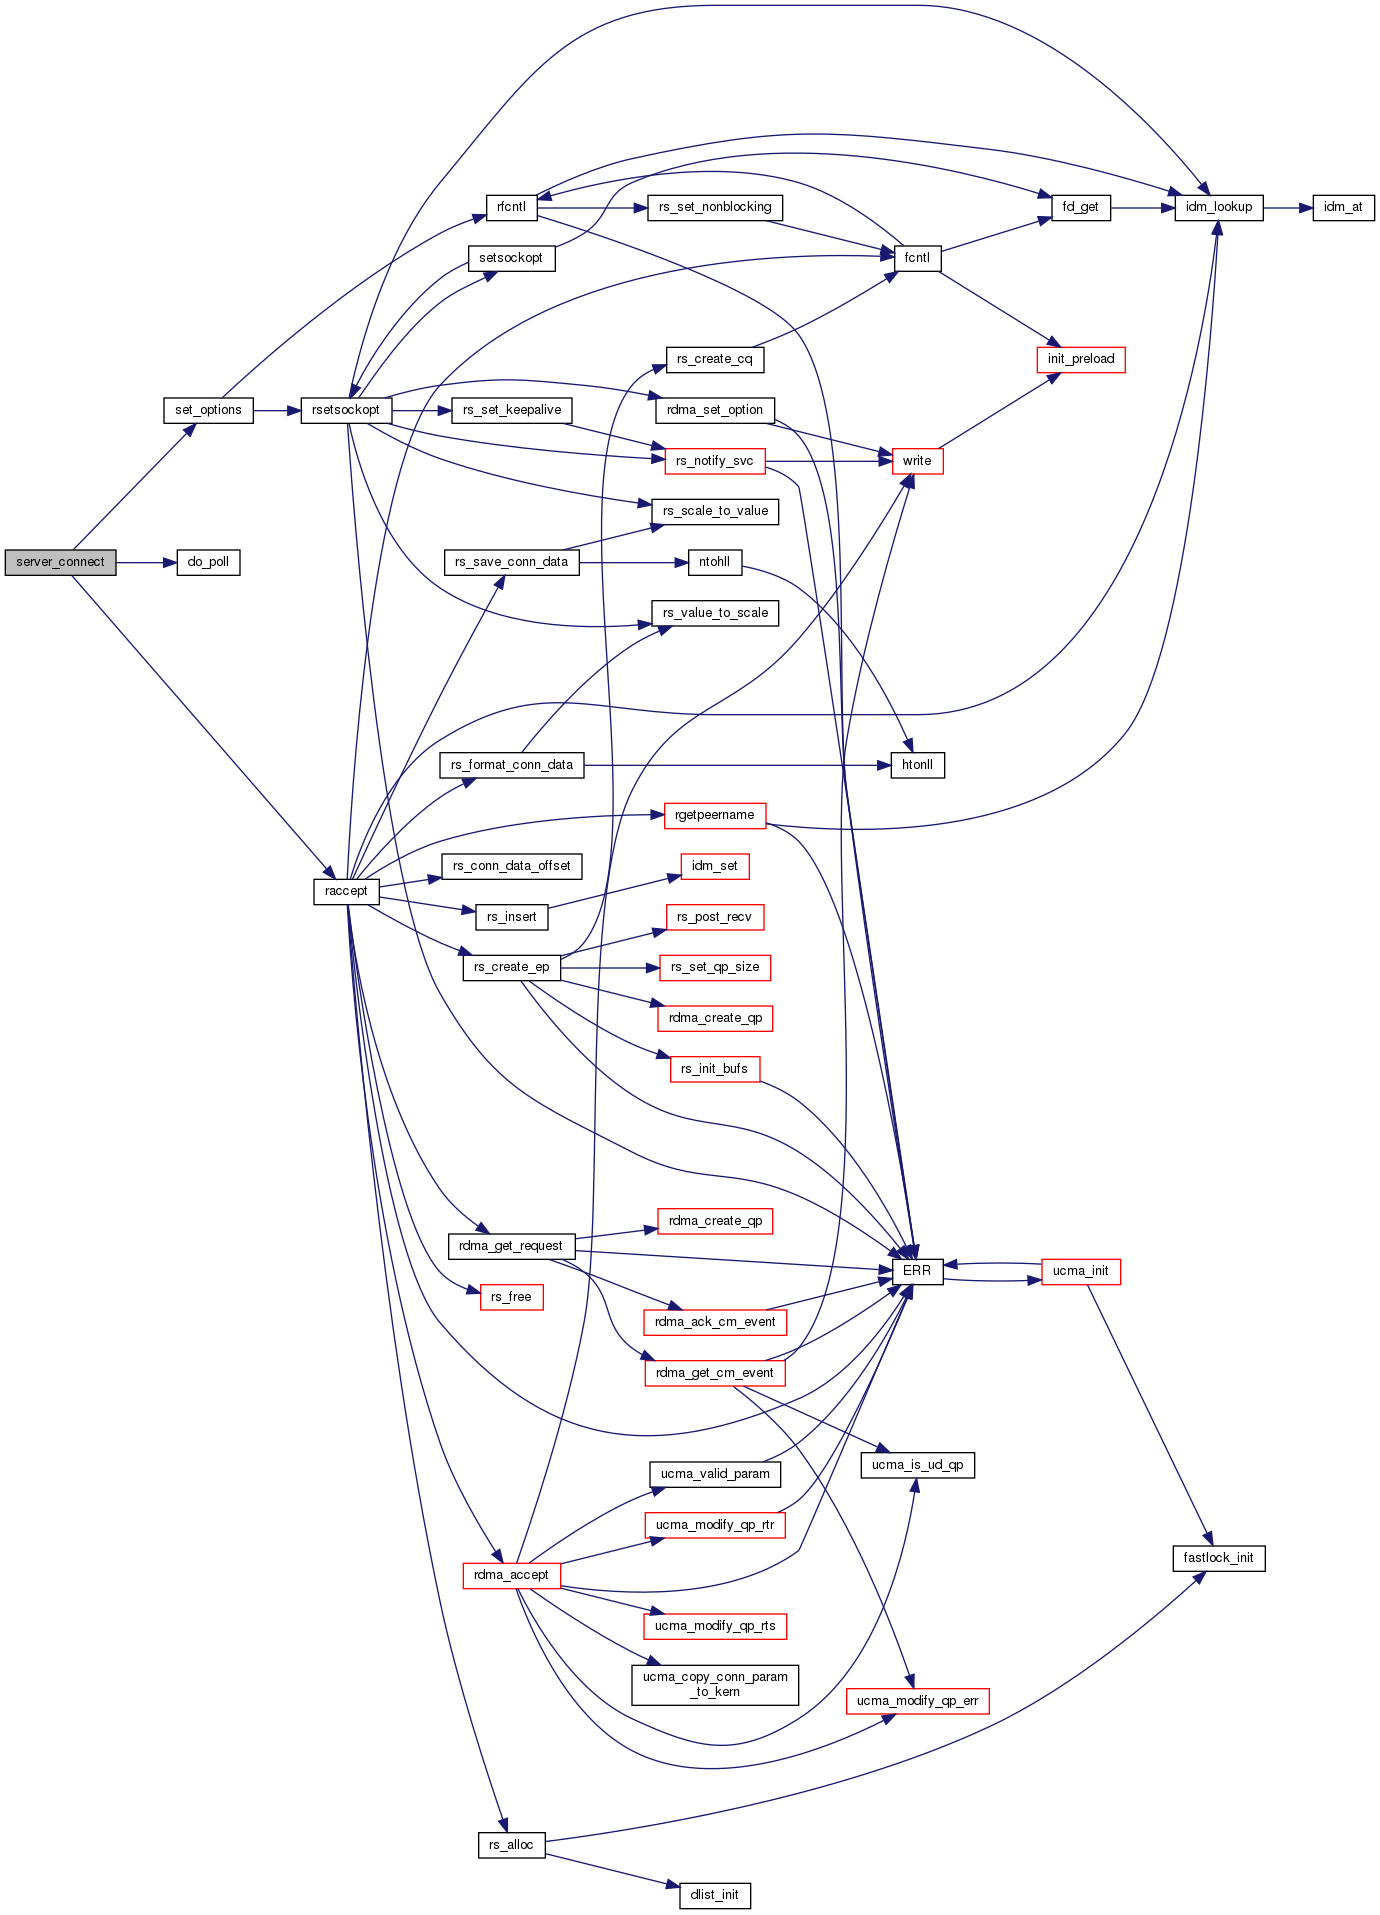 rfcntl
rs_set_nonblocking
fd_get
idm_lookup
idm_at
setsockopt
fcntl
rs_create_cq
init_preload
set_options
rsetsockopt
rs_set_keepalive
rdma_set_option
rs_notify_svc
write
rs_scale_to_value
server_connect
do_poll
rs_save_conn_data
ntohll
rs_value_to_scale
rs_format_conn_data
htonll
rgetpeername
rs_conn_data_offset
idm_set
raccept
rs_insert
rs_post_recv
rs_create_ep
rs_set_qp_size
rdma_create_qp
rs_init_bufs
rdma_create_qp
rdma_get_request
ERR
ucma_init
rs_free
rdma_ack_cm_event
rdma_get_cm_event
ucma_valid_param
ucma_is_ud_qp
ucma_modify_qp_rtr
fastlock_init
rdma_accept
ucma_modify_qp_rts
ucma_copy_conn_param
_to_kern
ucma_modify_qp_err
rs_alloc
dlist_init